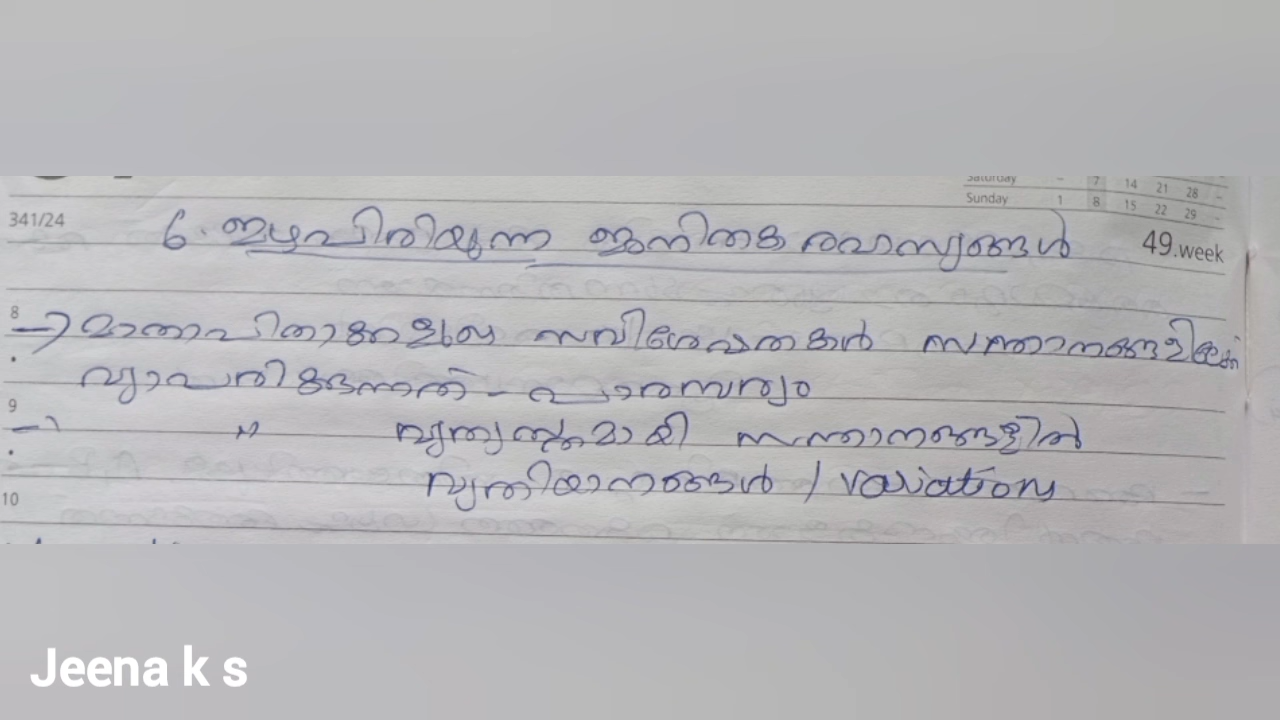 Saturday - 7 14 21 28 -
Sunday 1 8 15 22 29 -
341/24
49.week
6. ഇഴപിരിയുന്ന ജനിതക രഹസ്യങ്ങൾ
8
→ മാതാപിതാക്കളുടെ സവിശേഷതകൾ സന്താനങ്ങളിലേക്ക്
വ്യാപരിക്കുന്നത് - പാരമ്പര്യം
9
→ " വ്യത്യസ്തമായി സന്താനങ്ങളിൽ
വ്യതിയാനങ്ങൾ / variations
10
Jeena k s